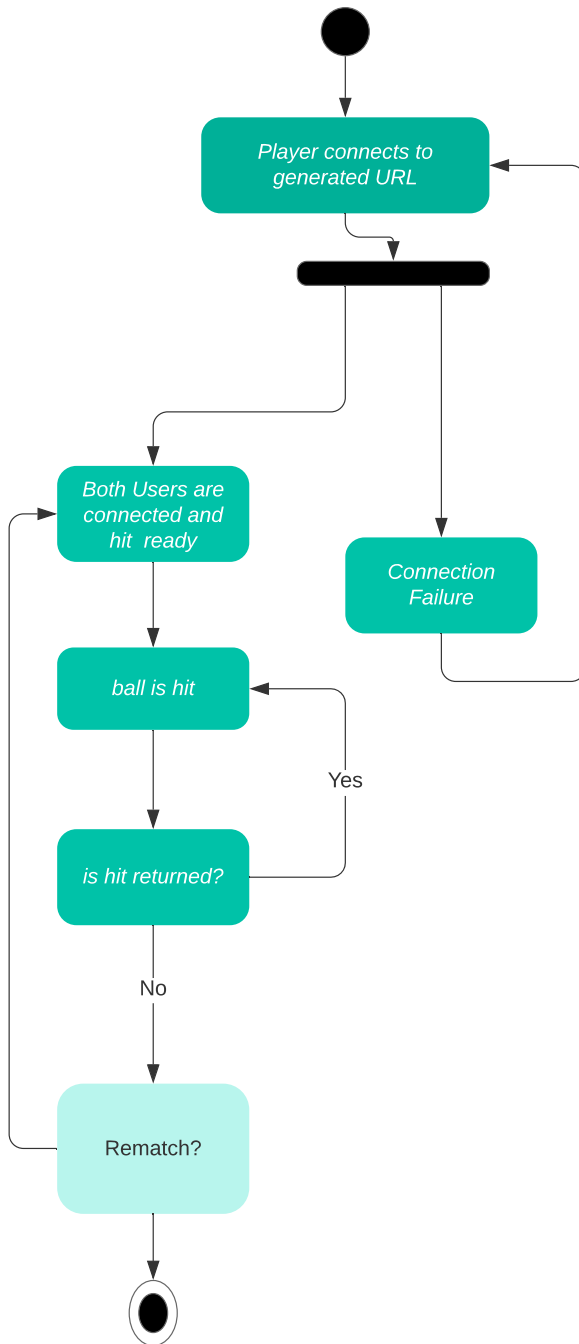 Player connects to
generated URL
Both Users are
connected and
hit  ready
Connection
Failure
ball is hit
Yes
is hit returned?
No
Rematch?